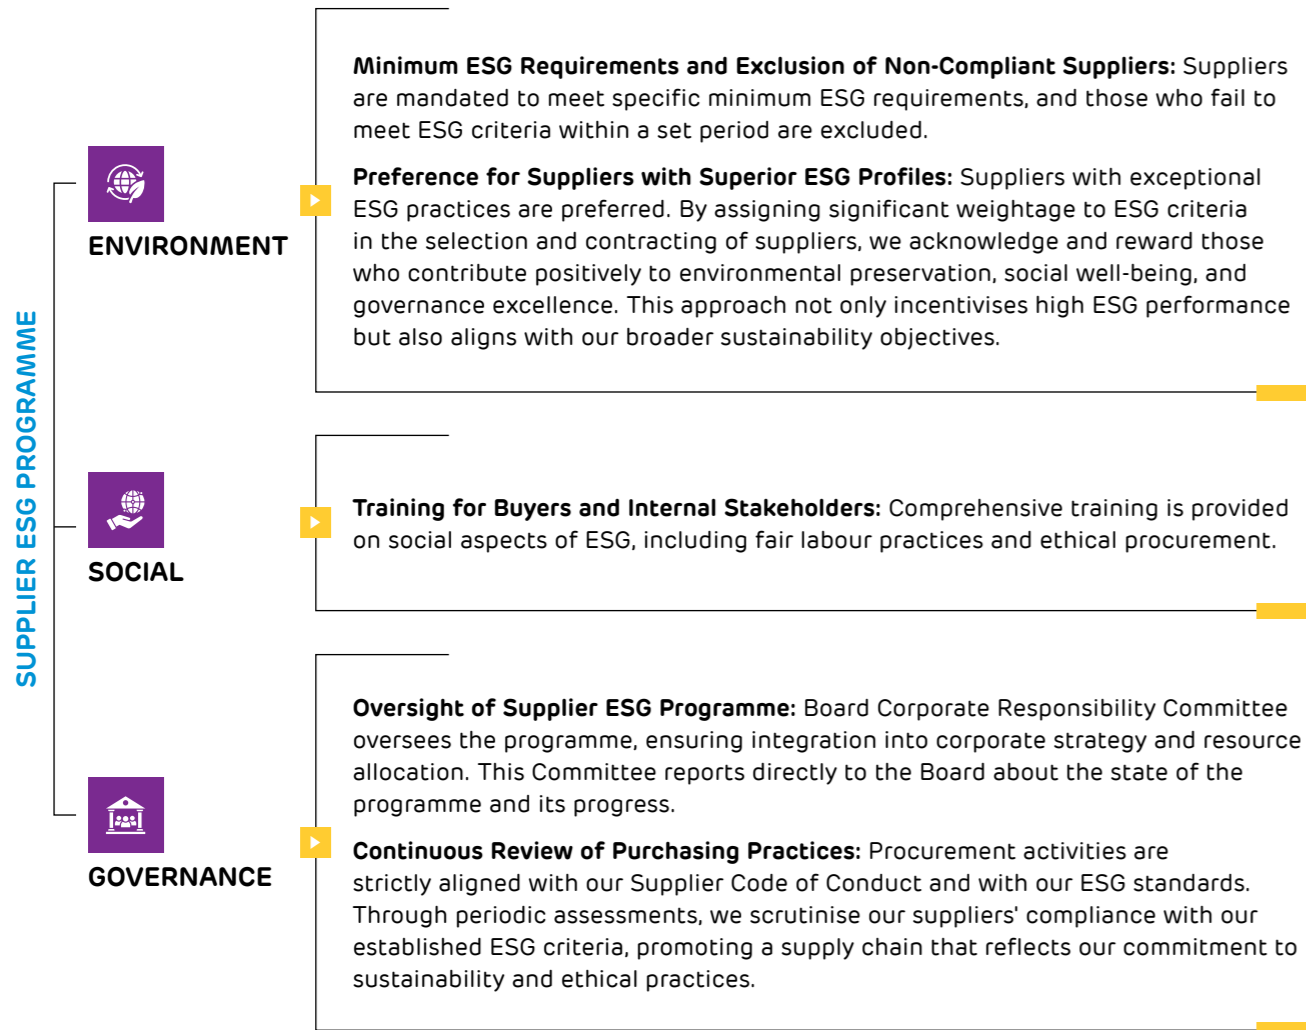 SUPPLIER ESG PROGRAMME
ENVIRONMENT
Minimum ESG Requirements and Exclusion of Non-Compliant Suppliers: Suppliers
are mandated to meet specific minimum ESG requirements, and those who fail to
meet ESG criteria within a set period are excluded.
Preference for Suppliers with Superior ESG Profiles: Suppliers with exceptional
ESG practices are preferred. By assigning significant weightage to ESG criteria
in the selection and contracting of suppliers, we acknowledge and reward those
who contribute positively to environmental preservation, social well-being, and
governance excellence. This approach not only incentivises high ESG performance
but also aligns with our broader sustainability objectives.
SOCIAL
Training for Buyers and Internal Stakeholders: Comprehensive training is provided
on social aspects of ESG, including fair labour practices and ethical procurement.
GOVERNANCE
Oversight of Supplier ESG Programme: Board Corporate Responsibility Committee
oversees the programme, ensuring integration into corporate strategy and resource
allocation. This Committee reports directly to the Board about the state of the
programme and its progress.
Continuous Review of Purchasing Practices: Procurement activities are
strictly aligned with our Supplier Code of Conduct and with our ESG standards.
Through periodic assessments, we scrutinise our suppliers' compliance with our
established ESG criteria, promoting a supply chain that reflects our commitment to
sustainability and ethical practices.